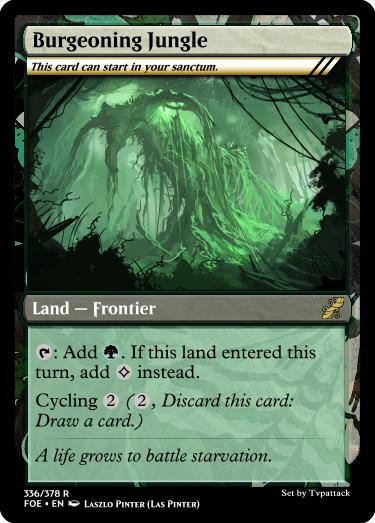 Burgeoning Jungle
This card can start in your sanctum.
Land — Frontier
: Add . If this land entered this
turn, add instead.
Cycling 2 (2, Discard this card:
Draw a card.)
A life grows to battle starvation.
336/378 R
Set by Tvpattack
FOE • EN Laszlo Pinter (Las Pinter)